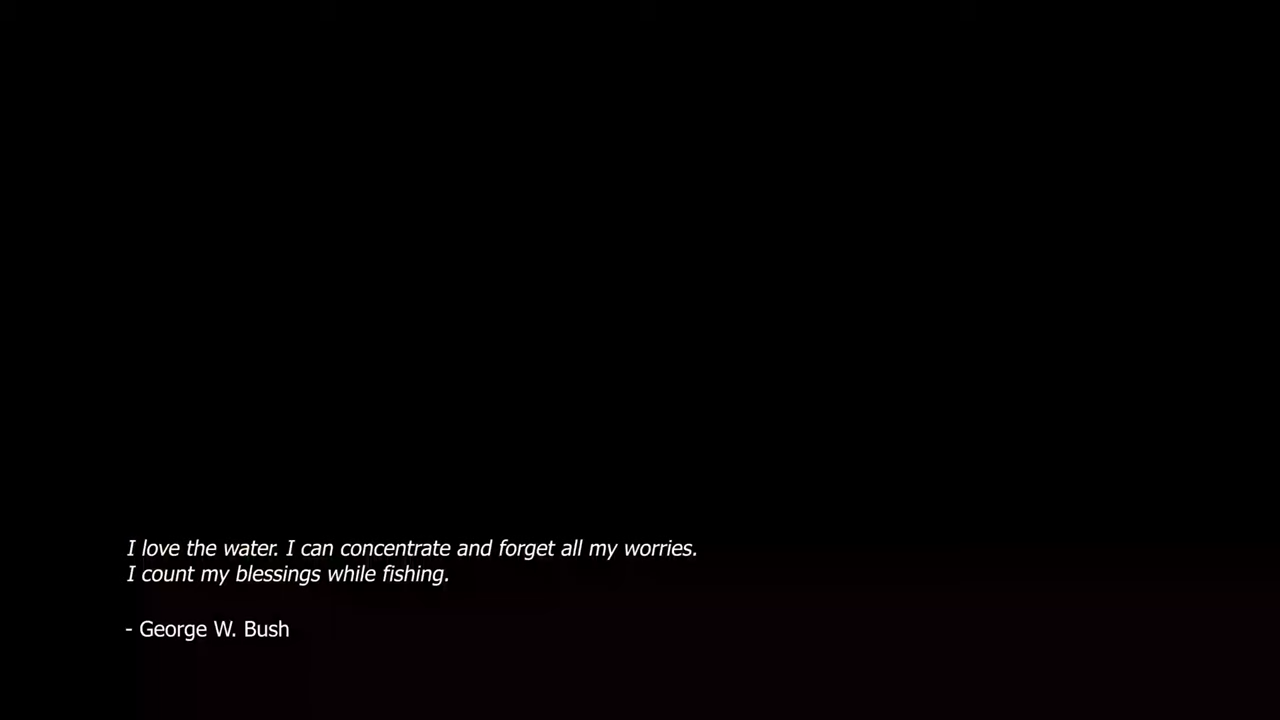 I love the water. I can concentrate and forget all my worries.
I count my blessings while fishing.
- George W. Bush